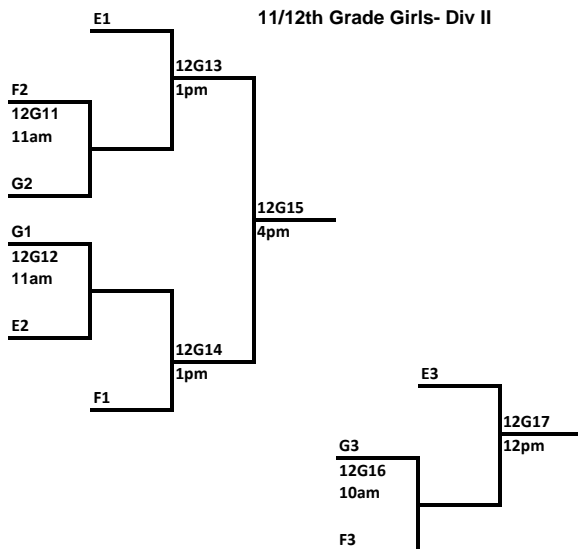 11/12th Grade Girls- Div II
E1
12G13
1pm
F2
12G11
11am
G2
G1
12G12
11am
E2
12G15
4pm
12G14
1pm
F1
E3
12G17
12pm
G3
12G16
10am
F3